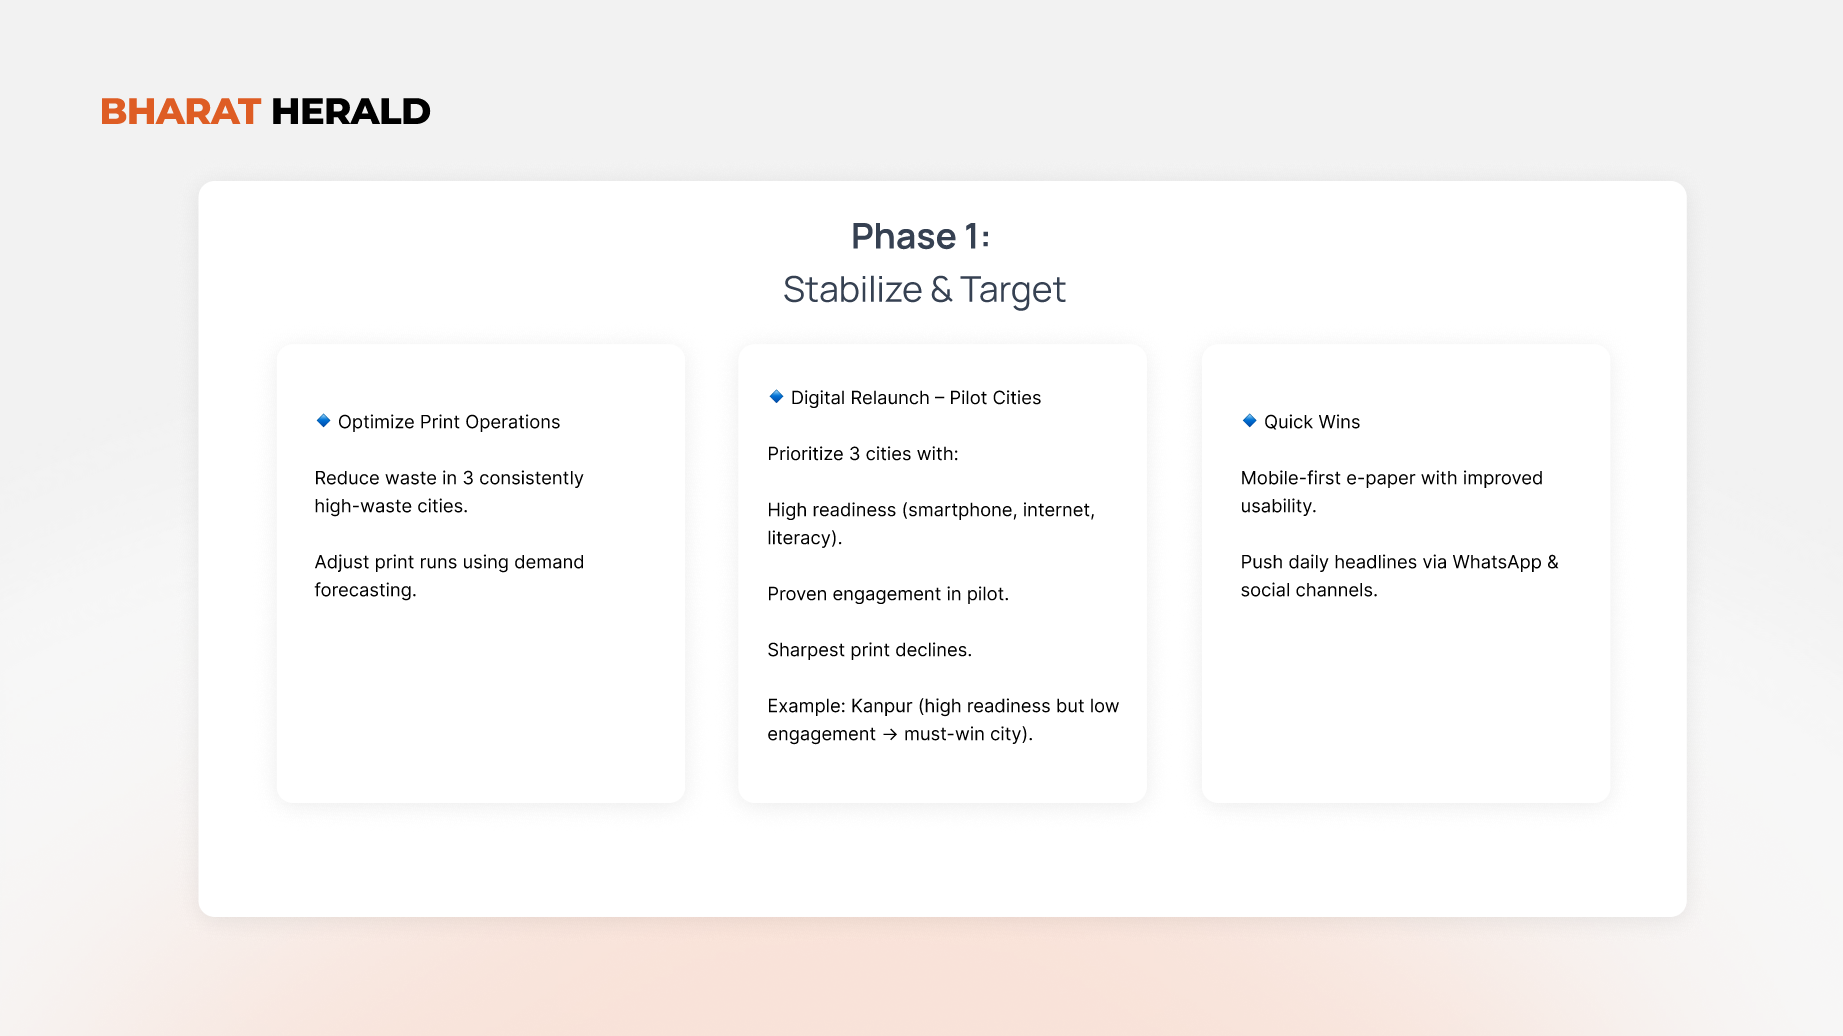 BHARAT HERALD
Phase 1:
Stabilize & Target
🔹 Optimize Print Operations
Reduce waste in 3 consistently
high-waste cities.
Adjust print runs using demand
forecasting.
🔹 Digital Relaunch – Pilot Cities
Prioritize 3 cities with:
High readiness (smartphone, internet,
literacy).
Proven engagement in pilot.
Sharpest print declines.
Example: Kanpur (high readiness but low
engagement → must-win city).
🔹 Quick Wins
Mobile-first e-paper with improved
usability.
Push daily headlines via WhatsApp &
social channels.